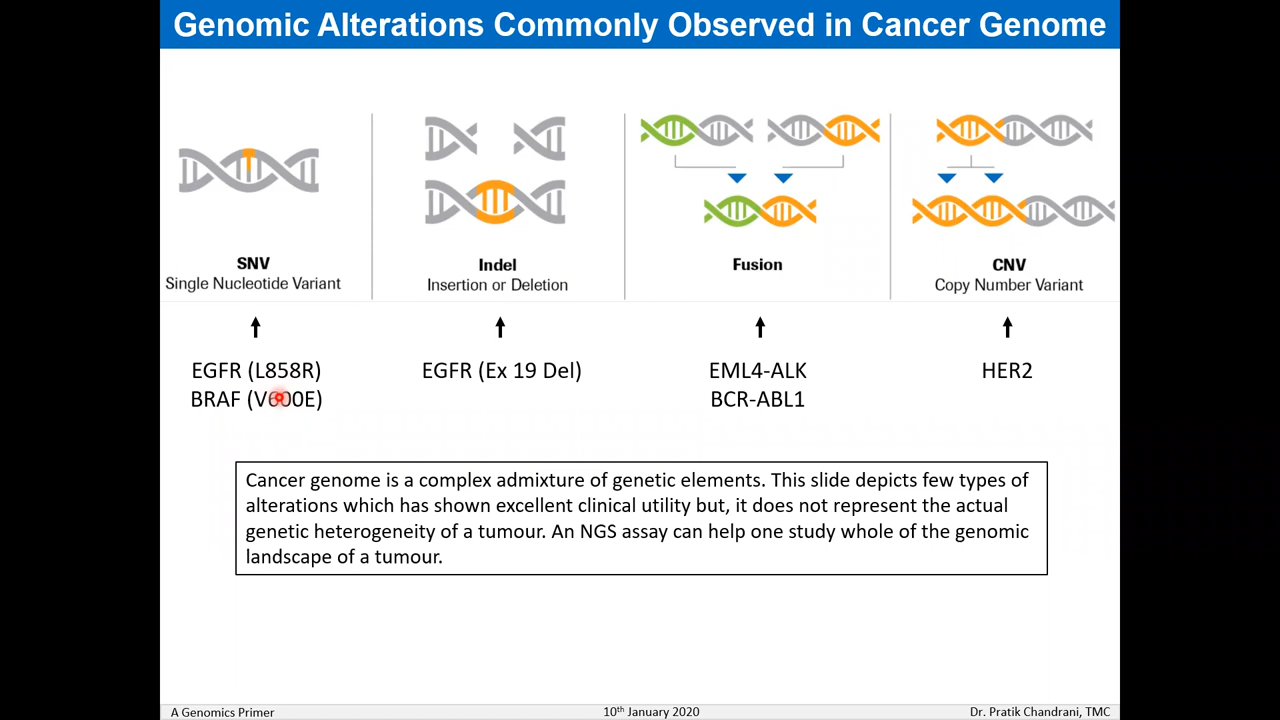 Genomic Alterations Commonly Observed in Cancer Genome
SNV
Single Nucleotide Variant
Indel
Insertion or Deletion
Fusion
CNV
Copy Number Variant
EGFR (L858R)
BRAF (V600E)
EGFR (Ex 19 Del)
EML4-ALK
BCR-ABL1
HER2
Cancer genome is a complex admixture of genetic elements. This slide depicts few types of
alterations which has shown excellent clinical utility but, it does not represent the actual
genetic heterogeneity of a tumour. An NGS assay can help one study whole of the genomic
landscape of a tumour.
A Genomics Primer
10th January 2020
Dr. Pratik Chandrani, TMC